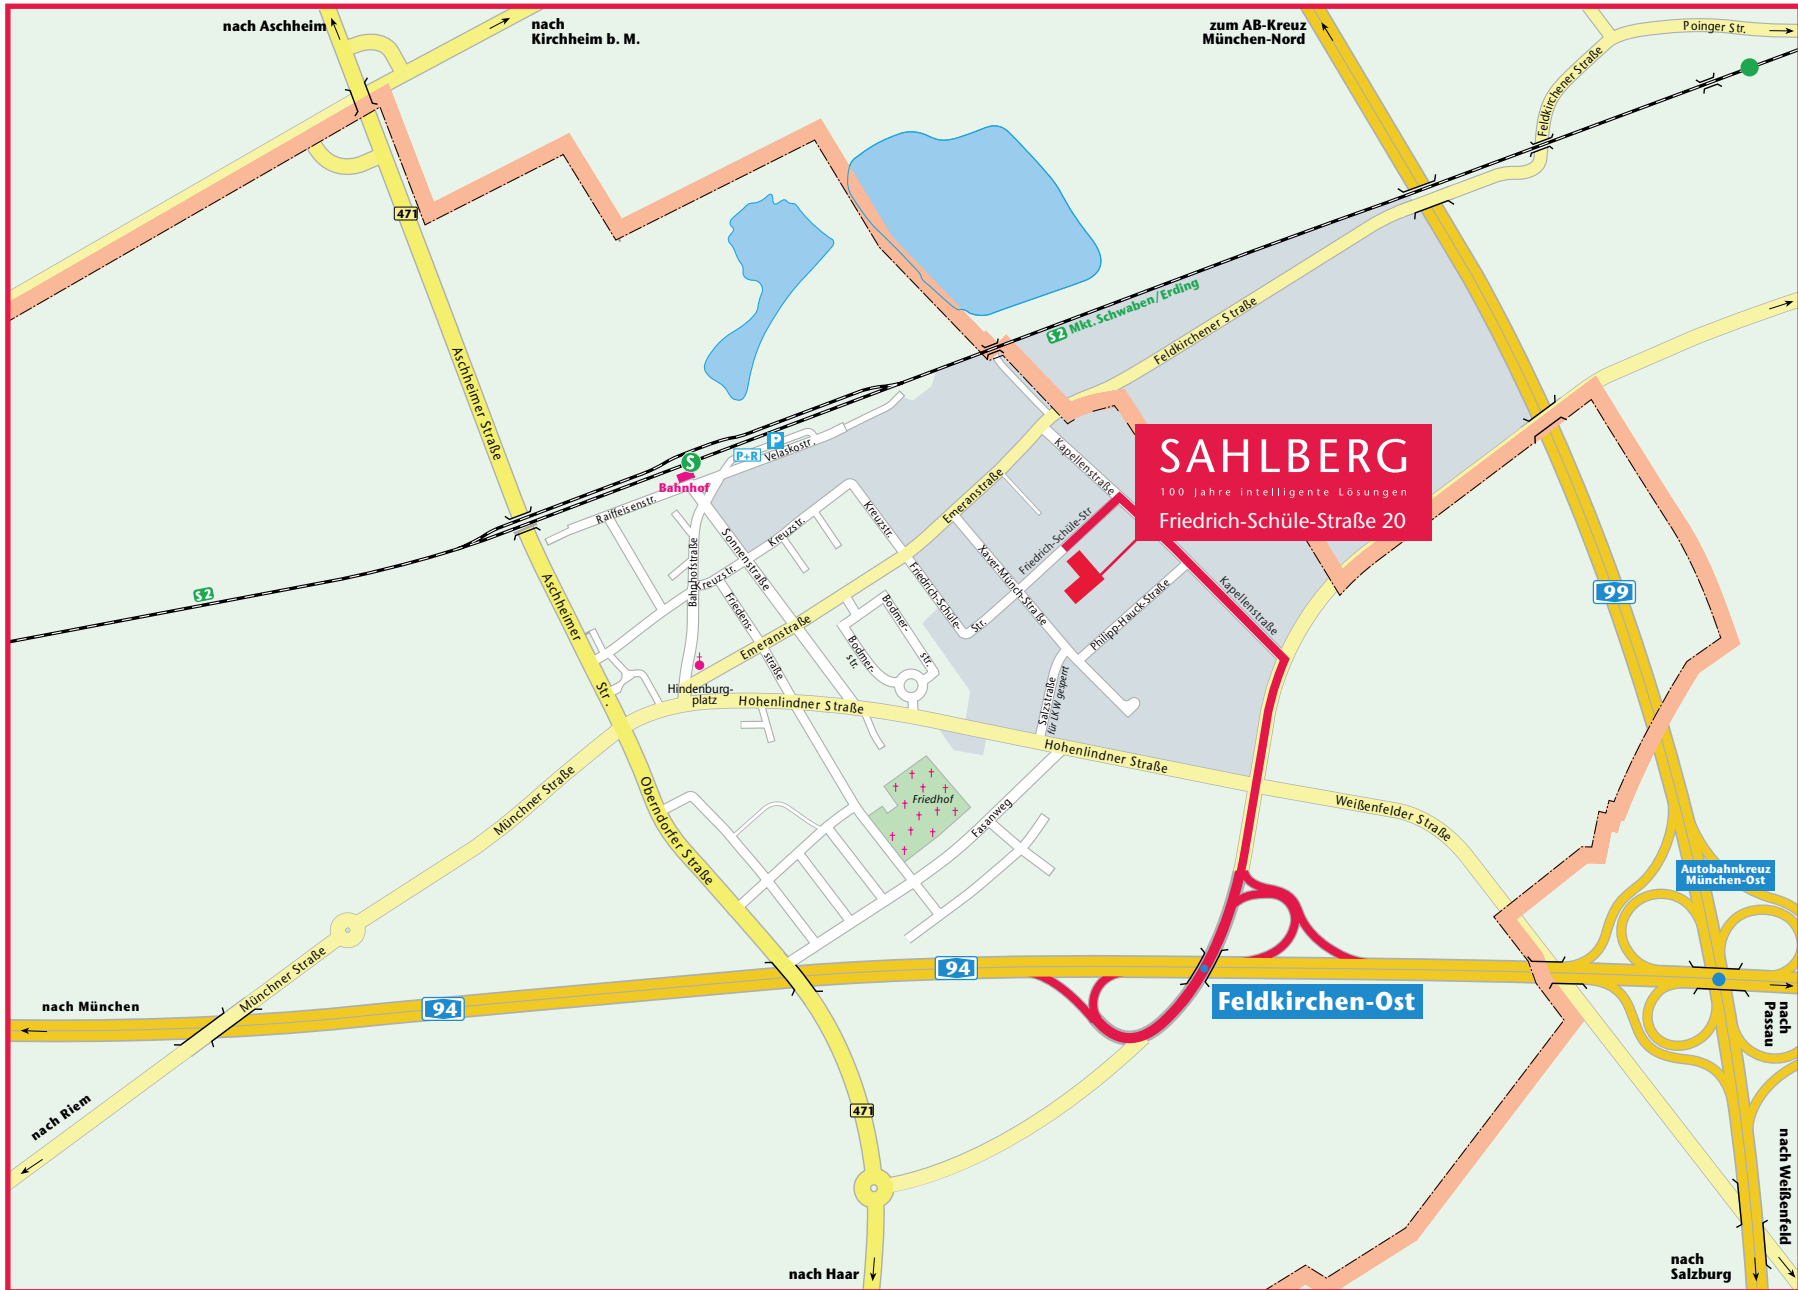 nach Aschheim
nach
Kirchheim b. M.
zum AB-Kreuz
München-Nord
Poinger Str.
Feldkirchener Straße
471
Aschheimer Straße
S2 Mkt. Schwaben/Erding
Feldkirchener Straße
P
P+R
Velaskostr.
S
Bahnhof
Raiffeisenstr.
Kapellenstraße
SAHLBERG
100 Jahre intelligente Lösungen
Friedrich-Schüle-Straße 20
Emeranstraße
Kreuzstr.
Kreuzstr.
Sonnenstraße
Bahnhofstraße
Kreuzstr.
Friedrich-Schüle-Str
Xaver-Münch-Straße
Friedrich-Schüle-
Str.
Philipp-Hauck-Straße
Kapellenstraße
S2
Aschheimer
Str.
Friedens-
straße
Emeranstraße
Bodmer-
str.
Bodmer-
str.
99
Hindenburg-
platz
Hohenlindner Straße
Salzstraße
für LKW gesperrt
Hohenlindner Straße
Münchner Straße
Oberndorfer Straße
Friedhof
Fasanweg
Weißenfelder Straße
Autobahnkreuz
München-Ost
Münchner Straße
94
94
Feldkirchen-Ost
nach München
nach
Passau
nach Riem
471
nach Weißenfeld
nach Haar
nach
Salzburg